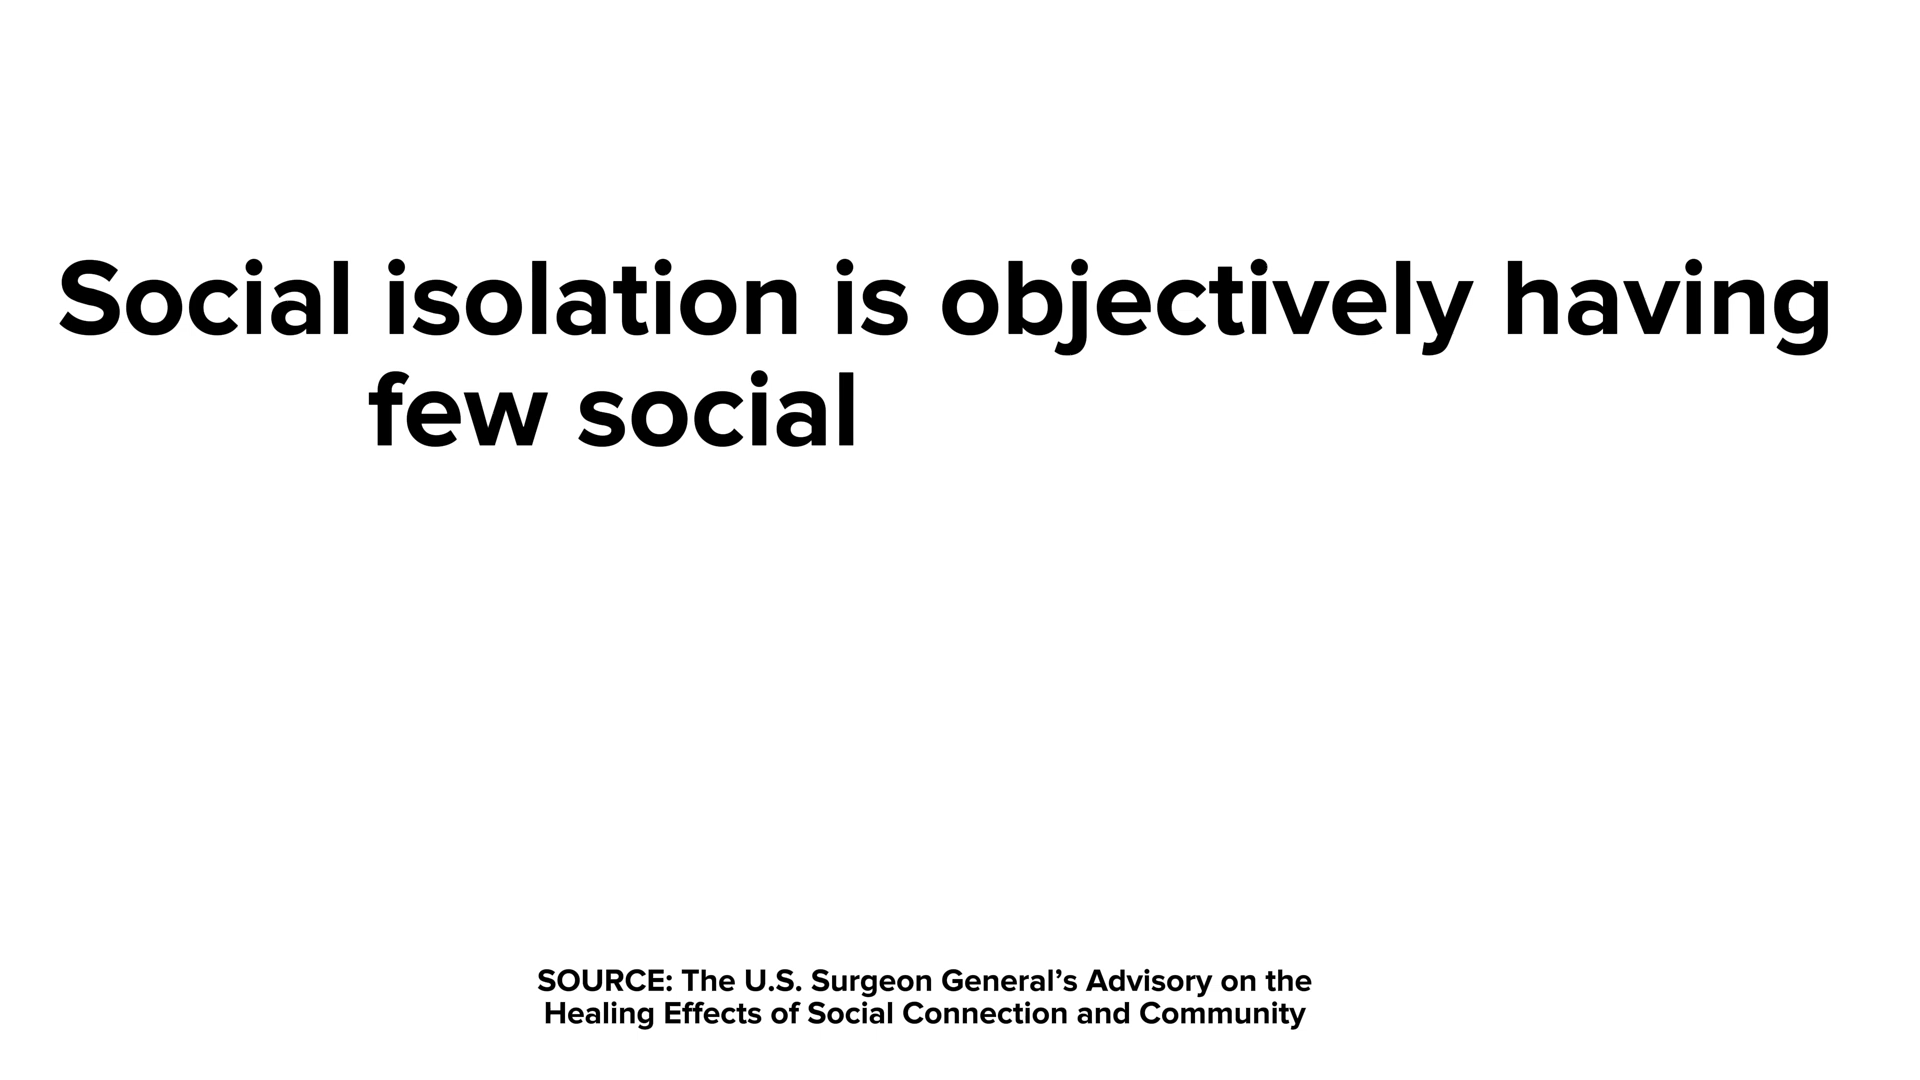 Social isolation is objectively having
few social
SOURCE: The U.S. Surgeon General’s Advisory on the
Healing Effects of Social Connection and Community